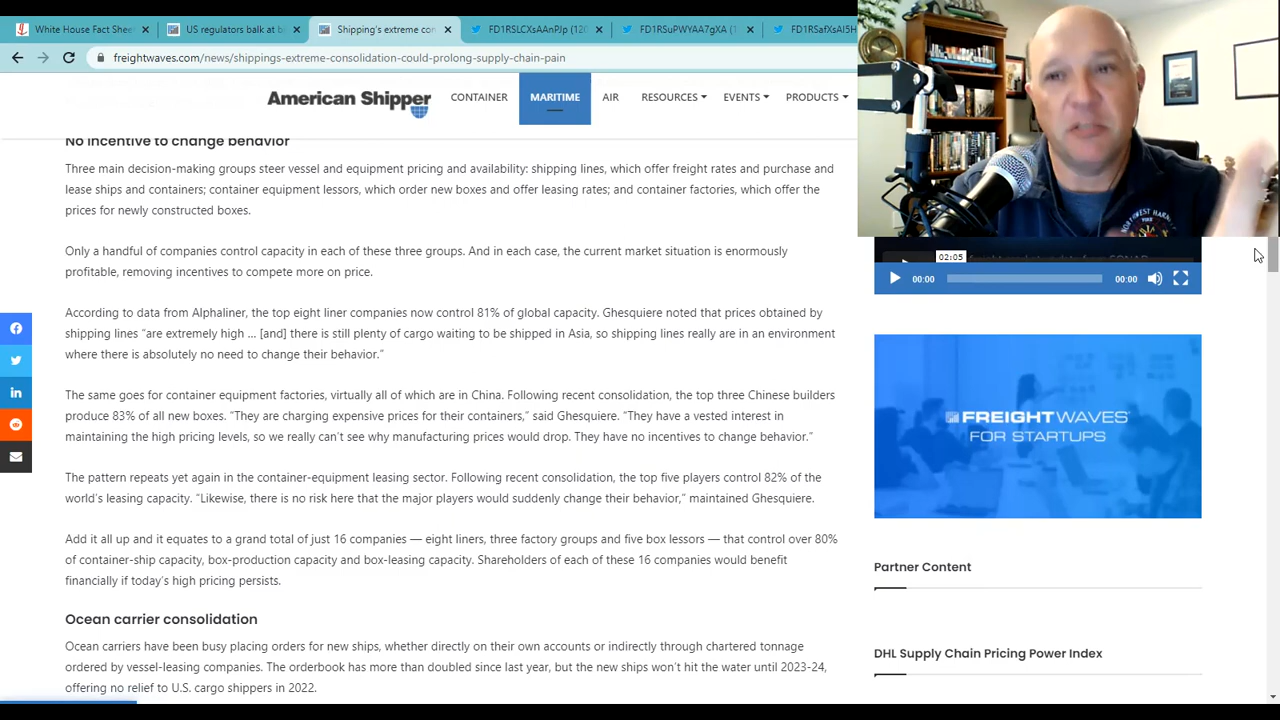 White House Fact Shee
US regulators balk at b
Shipping's extreme con
FD1RSLCXsAAnPJp (120
FD1RSuPWYAA7gXA (
FD1RSafXsAI5H
freightwaves.com/news/shippings-extreme-consolidation-could-prolong-supply-chain-pain
American Shipper
CONTAINER
MARITIME
AIR
RESOURCES
EVENTS
PRODUCTS
No incentive to change behavior
Three main decision-making groups steer vessel and equipment pricing and availability: shipping lines, which offer freight rates and purchase and
lease ships and containers; container equipment lessors, which order new boxes and offer leasing rates; and container factories, which offer the
prices for newly constructed boxes.
Only a handful of companies control capacity in each of these three groups. And in each case, the current market situation is enormously
profitable, removing incentives to compete more on price.
According to data from Alphaliner, the top eight liner companies now control 81% of global capacity. Ghesquiere noted that prices obtained by
shipping lines “are extremely high … [and] there is still plenty of cargo waiting to be shipped in Asia, so shipping lines really are in an environment
where there is absolutely no need to change their behavior.”
The same goes for container equipment factories, virtually all of which are in China. Following recent consolidation, the top three Chinese builders
produce 83% of all new boxes. “They are charging expensive prices for their containers,” said Ghesquiere. “They have a vested interest in
maintaining the high pricing levels, so we really can’t see why manufacturing prices would drop. They have no incentives to change behavior.”
The pattern repeats yet again in the container-equipment leasing sector. Following recent consolidation, the top five players control 82% of the
world’s leasing capacity. “Likewise, there is no risk here that the major players would suddenly change their behavior,” maintained Ghesquiere.
Add it all up and it equates to a grand total of just 16 companies — eight liners, three factory groups and five box lessors — that control over 80%
of container-ship capacity, box-production capacity and box-leasing capacity. Shareholders of each of these 16 companies would benefit
financially if today’s high pricing persists.
Ocean carrier consolidation
Ocean carriers have been busy placing orders for new ships, whether directly on their own accounts or indirectly through chartered tonnage
ordered by vessel-leasing companies. The orderbook has more than doubled since last year, but the new ships won’t hit the water until 2023-24,
offering no relief to U.S. cargo shippers in 2022.
02:05
00:00
00:00
FREIGHTWAVES
FOR STARTUPS
Partner Content
DHL Supply Chain Pricing Power Index